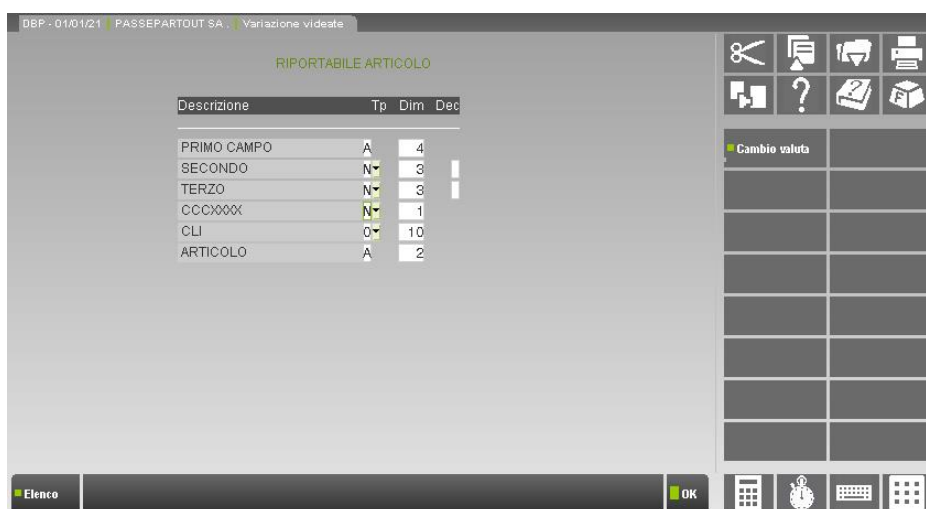 DBP - 01/01/21 PASSEPARTOUT SA . Variazione videate
RIPORTABILE ARTICOLO
Descrizione Tp Dim Dec
PRIMO CAMPO A 4
SECONDO N 3
TERZO N 3
CCCXXXX N 1
CLI 0 10
ARTICOLO A 2
Cambio valuta
Elenco
OK